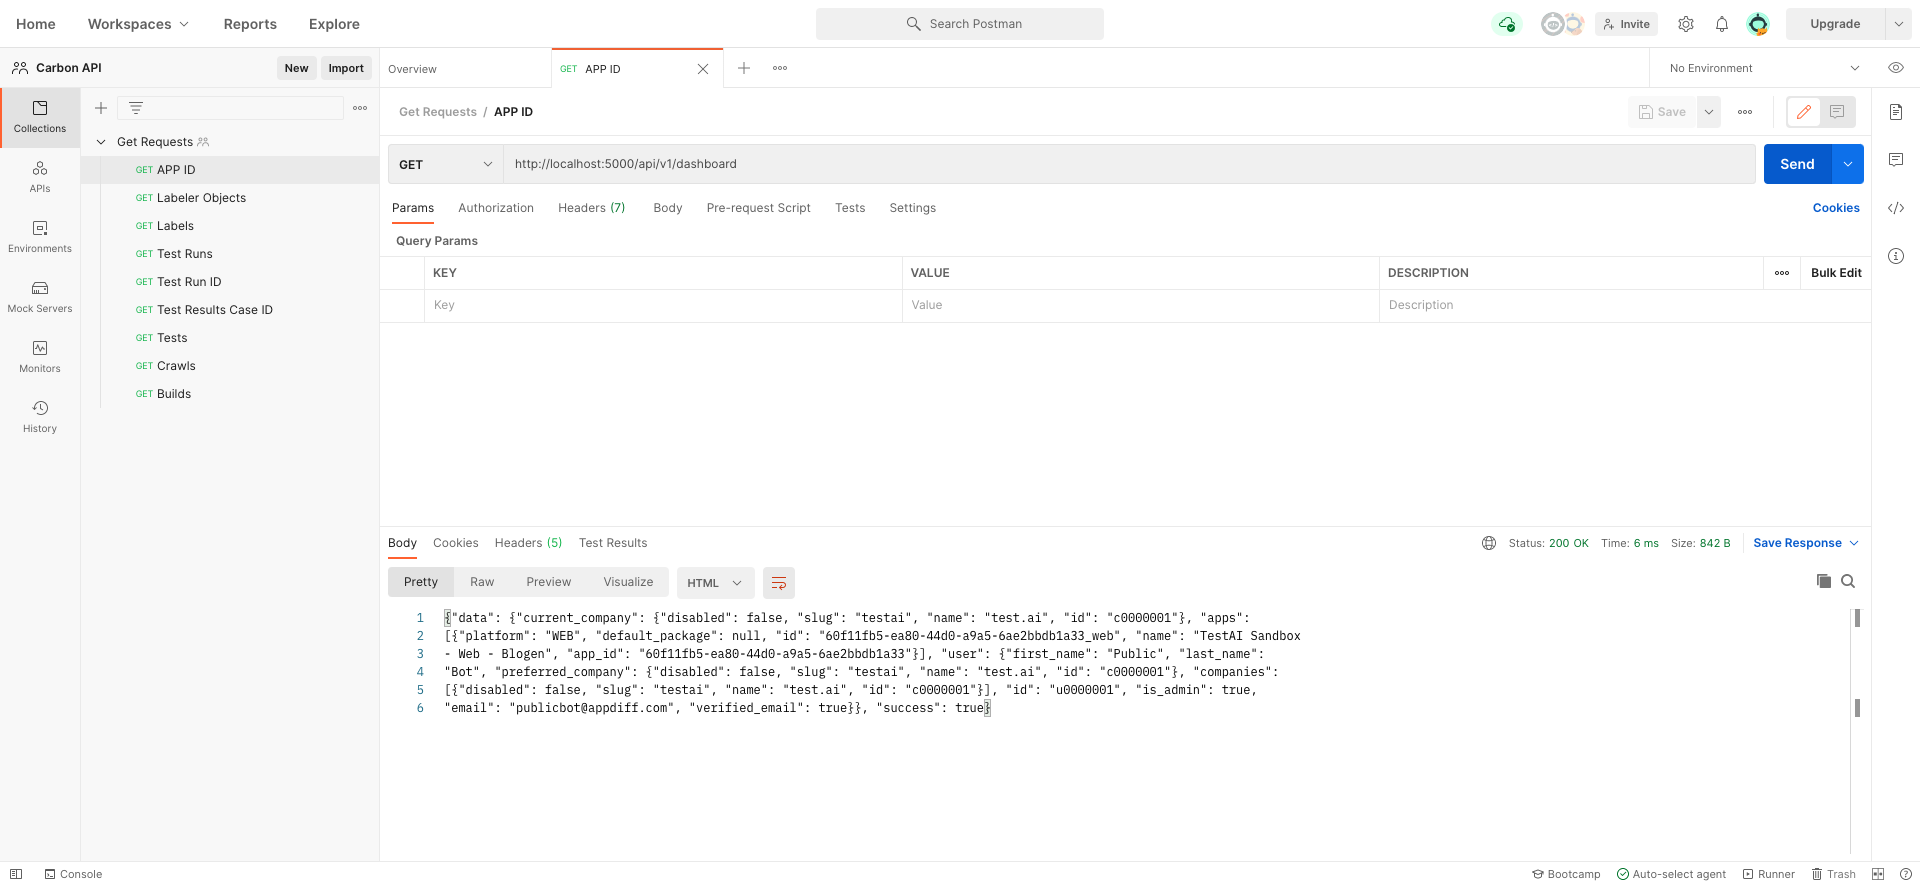 Home Workspaces Reports Explore Search Postman Invite Upgrade
Carbon API New Import Overview GET APP ID No Environment
Collections
APIs
Environments
Mock Servers
Monitors
History
Get Requests
GET APP ID
GET Labeler Objects
GET Labels
GET Test Runs
GET Test Run ID
GET Test Results Case ID
GET Tests
GET Crawls
GET Builds
Get Requests / APP ID Save
GET http://localhost:5000/api/v1/dashboard Send
Params Authorization Headers (7) Body Pre-request Script Tests Settings Cookies
Query Params
KEY VALUE DESCRIPTION Bulk Edit
Key Value Description
Body Cookies Headers (5) Test Results Status: 200 OK Time: 6 ms Size: 842 B Save Response
Pretty Raw Preview Visualize HTML
1 {"data": {"current_company": {"disabled": false, "slug": "testai", "name": "test.ai", "id": "c0000001"}, "apps":
2 [{"platform": "WEB", "default_package": null, "id": "60f11fb5-ea80-44d0-a9a5-6ae2bbdb1a33_web", "name": "TestAI Sandbox
3 - Web - Blogen", "app_id": "60f11fb5-ea80-44d0-a9a5-6ae2bbdb1a33"}], "user": {"first_name": "Public", "last_name":
4 "Bot", "preferred_company": {"disabled": false, "slug": "testai", "name": "test.ai", "id": "c0000001"}, "companies":
5 [{"disabled": false, "slug": "testai", "name": "test.ai", "id": "c0000001"}], "id": "u0000001", "is_admin": true,
6 "email": "publicbot@appdiff.com", "verified_email": true}}, "success": true}
Console Bootcamp Auto-select agent Runner Trash